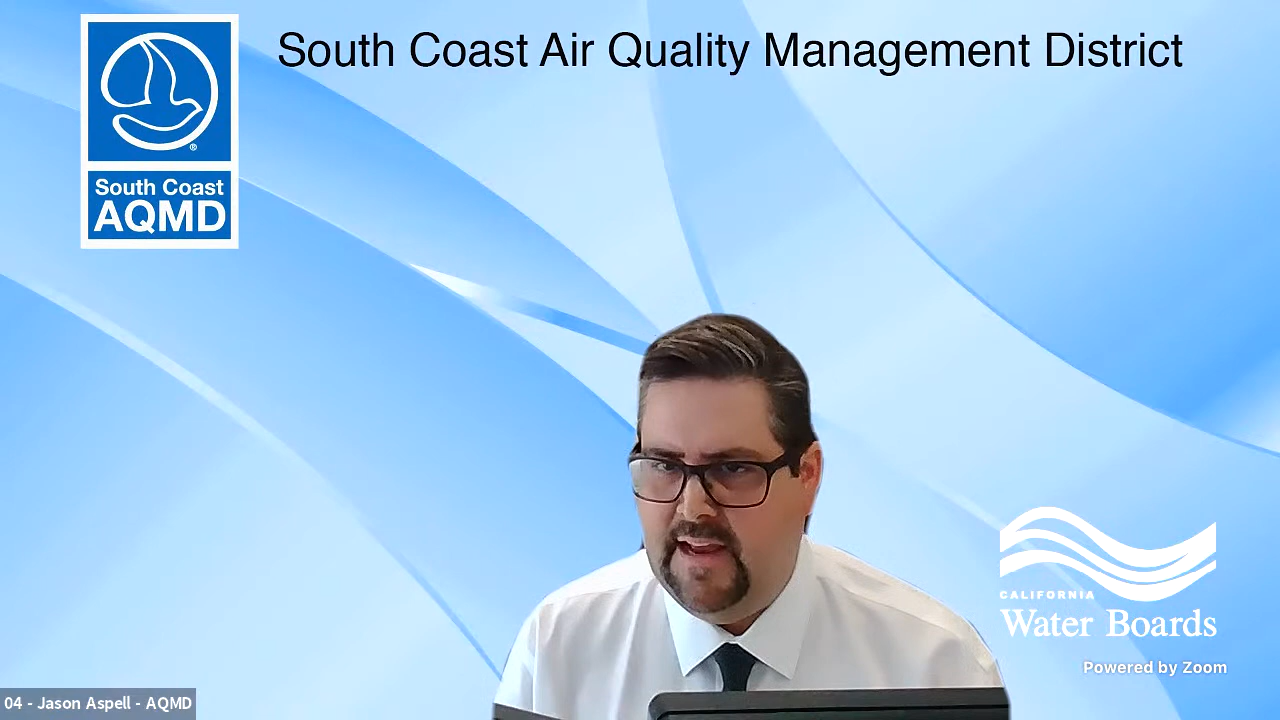 South Coast Air Quality Management District
®
South Coast
AQMD
CALIFORNIA
Water Boards
Powered by Zoom
04 - Jason Aspell - AQMD